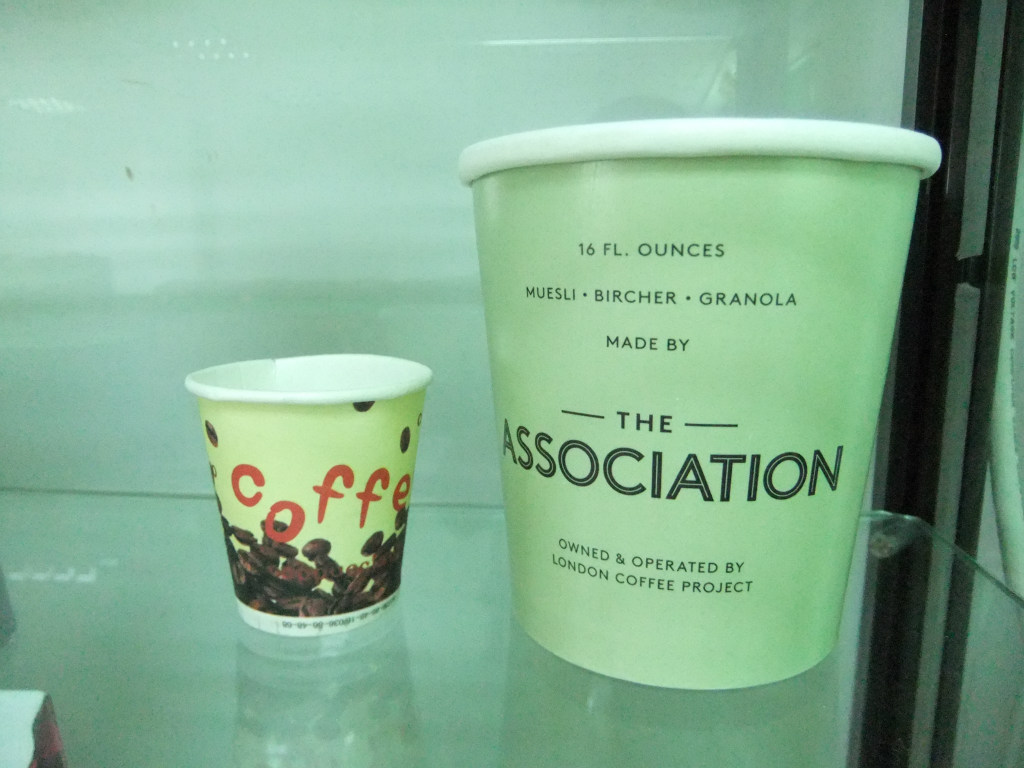 coffe
16 FL. OUNCES
MUESLI • BIRCHER • GRANOLA
MADE BY
THE
ASSOCIATION
OWNED & OPERATED BY
LONDON COFFEE PROJECT